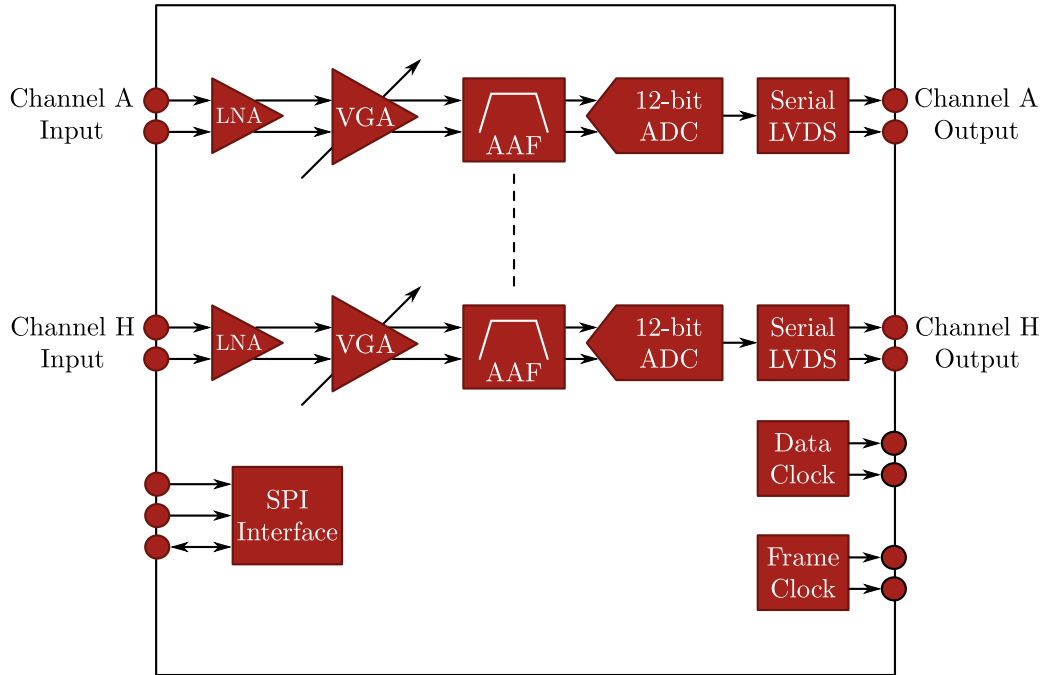 Channel A
Input
LNA
VGA
AAF
12-bit
ADC
Serial
LVDS
Channel A
Output
Channel H
Input
LNA
VGA
AAF
12-bit
ADC
Serial
LVDS
Channel H
Output
Data
Clock
SPI
Interface
Frame
Clock